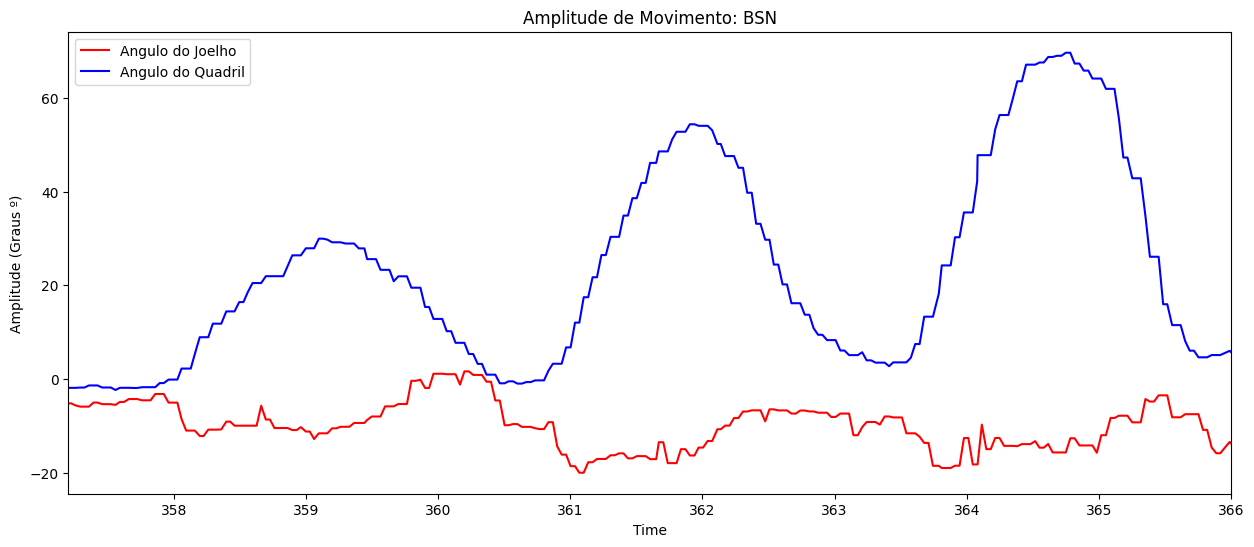 Amplitude de Movimento: BSN
Angulo do Joelho
Angulo do Quadril
Amplitude (Graus º)
60
40
20
0
−20
358 359 360 361 362 363 364 365 366
Time